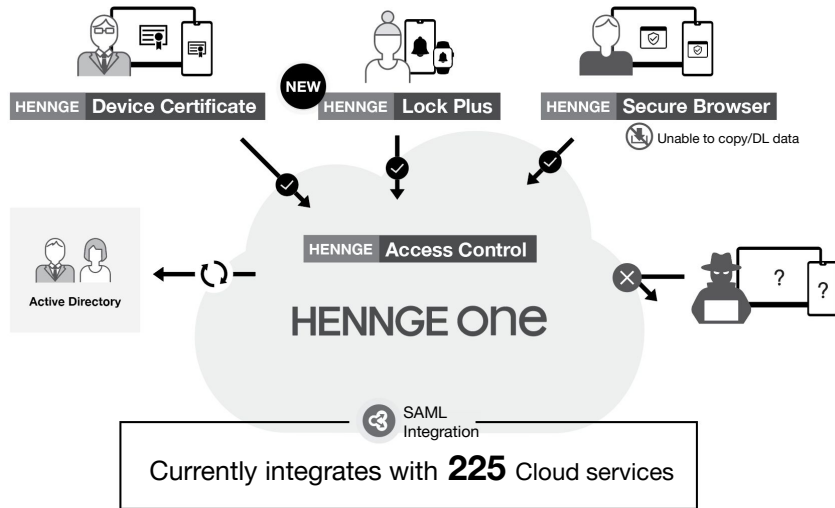 HENNGE Device Certificate
NEW
HENNGE Lock Plus
HENNGE Secure Browser
Unable to copy/DL data
HENNGE Access Control
Active Directory
HENNGE one
? ?
SAML
Integration
Currently integrates with 225 Cloud services